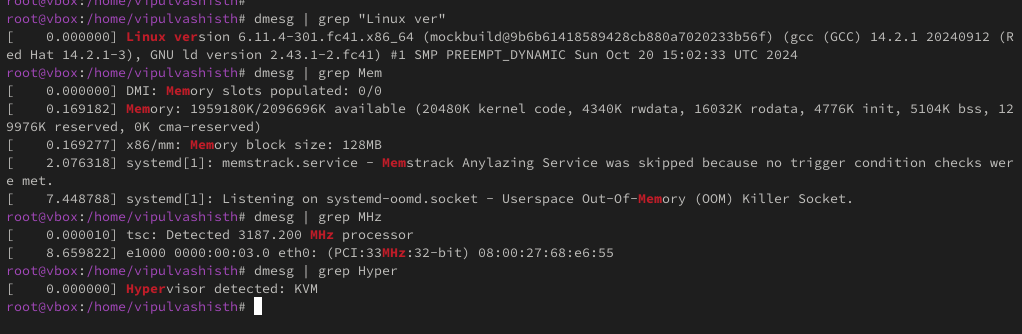 root@vbox:/home/vipulvashisth#
root@vbox:/home/vipulvashisth# dmesg | grep "Linux ver"
[    0.000000] Linux version 6.11.4-301.fc41.x86_64 (mockbuild@9b6b61418589428cb880a7020233b56f) (gcc (GCC) 14.2.1 20240912 (R
ed Hat 14.2.1-3), GNU ld version 2.43.1-2.fc41) #1 SMP PREEMPT_DYNAMIC Sun Oct 20 15:02:33 UTC 2024
root@vbox:/home/vipulvashisth# dmesg | grep Mem
[    0.000000] DMI: Memory slots populated: 0/0
[    0.169182] Memory: 1959180K/2096696K available (20480K kernel code, 4340K rwdata, 16032K rodata, 4776K init, 5104K bss, 12
9976K reserved, 0K cma-reserved)
[    0.169277] x86/mm: Memory block size: 128MB
[    2.076318] systemd[1]: memstrack.service - Memstrack Anylazing Service was skipped because no trigger condition checks wer
e met.
[    7.448788] systemd[1]: Listening on systemd-oomd.socket - Userspace Out-Of-Memory (OOM) Killer Socket.
root@vbox:/home/vipulvashisth# dmesg | grep MHz
[    0.000010] tsc: Detected 3187.200 MHz processor
[    8.659822] e1000 0000:00:03.0 eth0: (PCI:33MHz:32-bit) 08:00:27:68:e6:55
root@vbox:/home/vipulvashisth# dmesg | grep Hyper
[    0.000000] Hypervisor detected: KVM
root@vbox:/home/vipulvashisth#